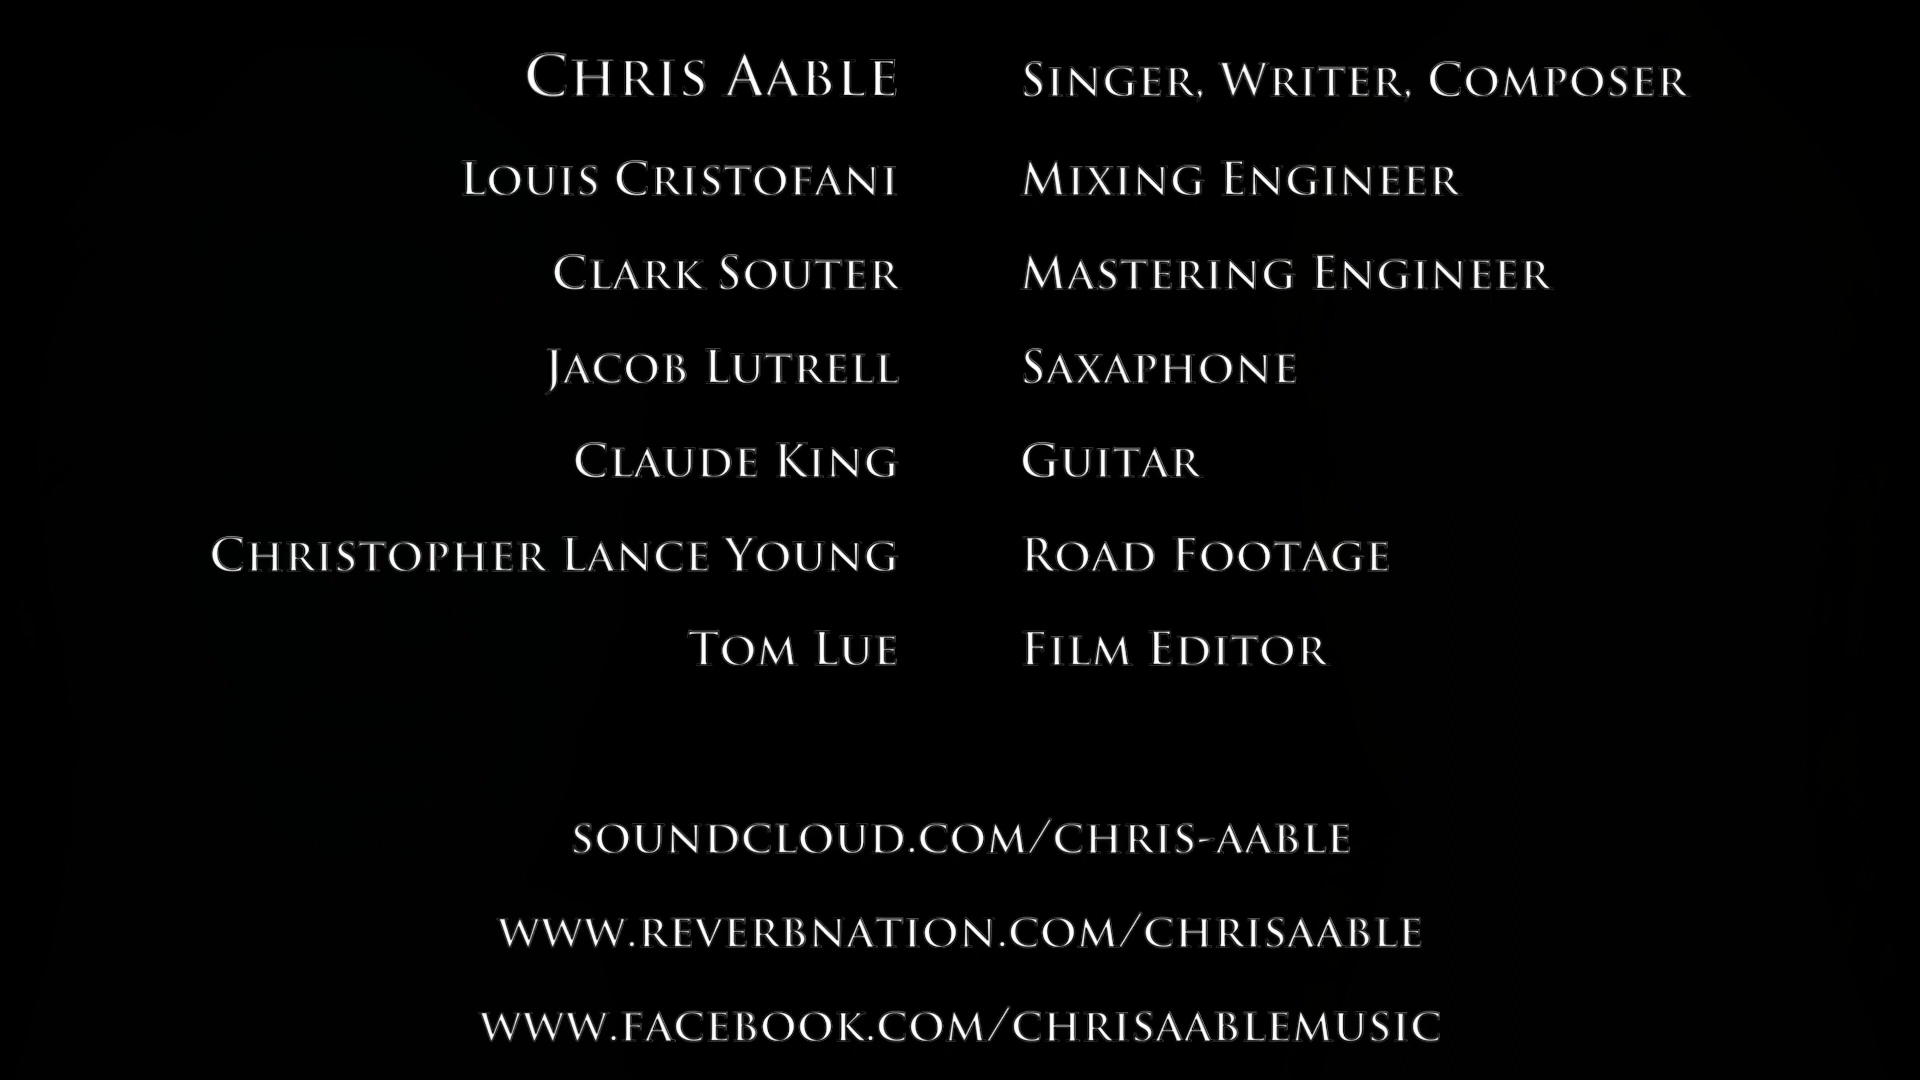 Chris Aable Singer, Writer, Composer
Louis Cristofani Mixing Engineer
Clark Souter Mastering Engineer
Jacob Lutrell Saxaphone
Claude King Guitar
Christopher Lance Young Road Footage
Tom Lue Film Editor
soundcloud.com/chris-aable
www.reverbnation.com/chrisaable
www.facebook.com/chrisaablemusic